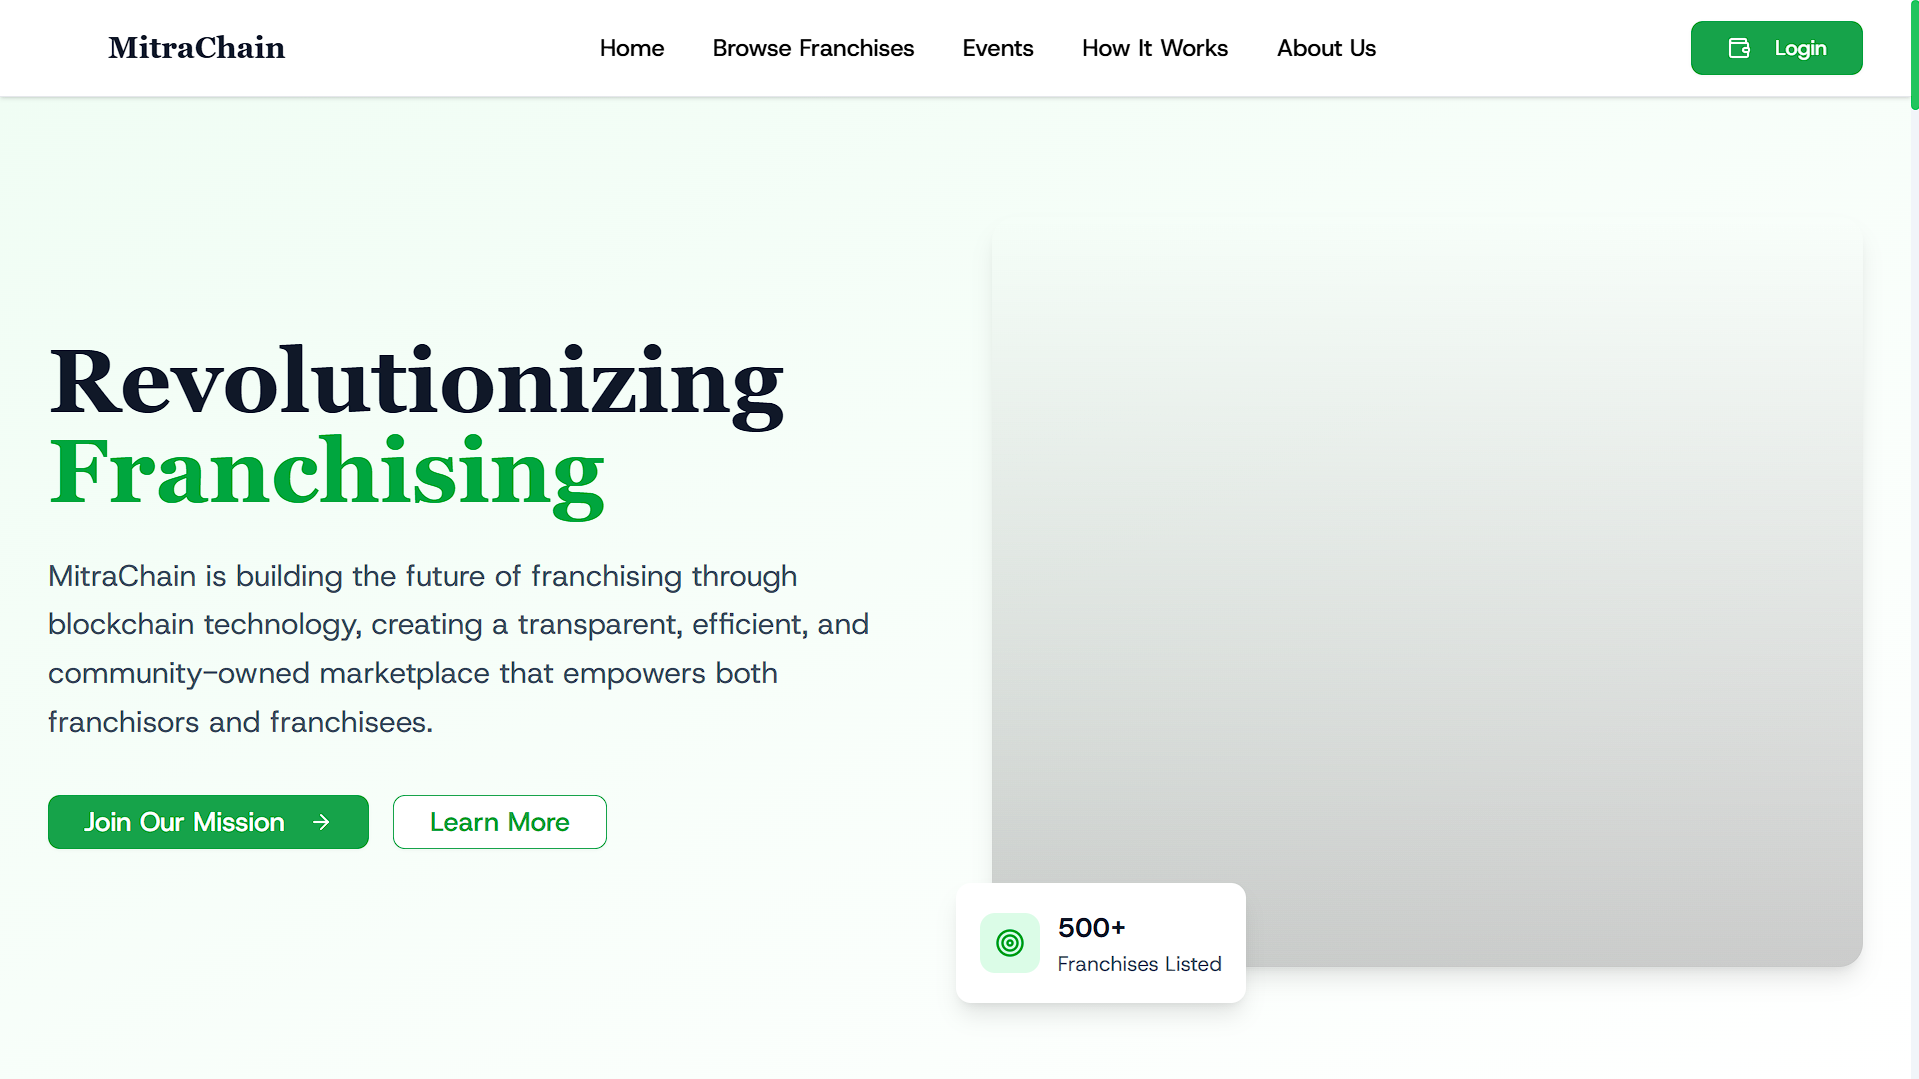 MitraChain
Home
Browse Franchises
Events
How It Works
About Us
Login
Revolutionizing
Franchising
MitraChain is building the future of franchising through
blockchain technology, creating a transparent, efficient, and
community-owned marketplace that empowers both
franchisors and franchisees.
Join Our Mission
Learn More
500+
Franchises Listed